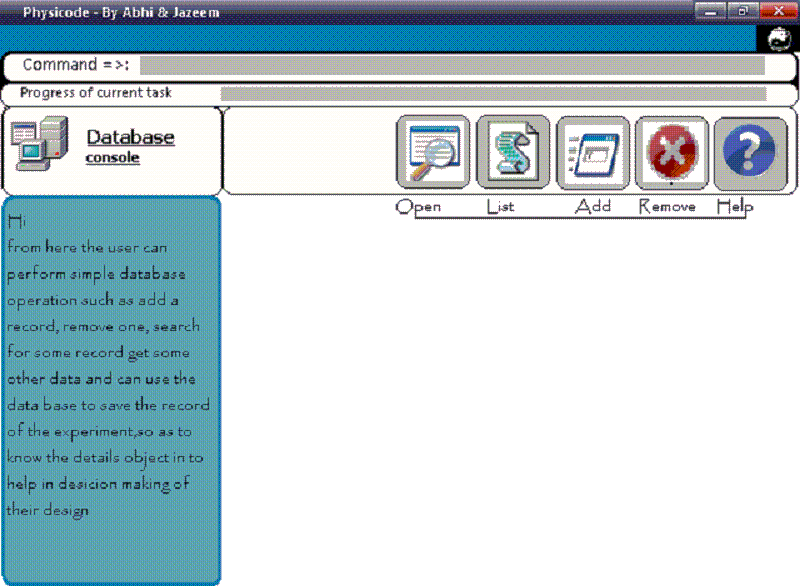 Physicode - By Abhi & Jazeem
Command =>:
Progress of current task
Database
console
Open List Add Remove Help
Hi
from here the user can
perform simple database
operation such as add a
record, remove one, search
for some record get some
other data and can use the
data base to save the record
of the experiment,so as to
know the details object in to
help in desicion making of
their design